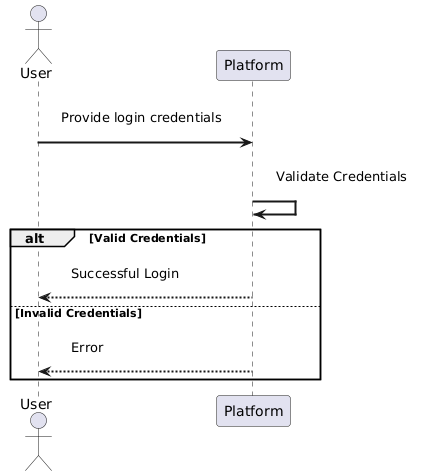 User
Platform
Provide login credentials
Validate Credentials
alt [Valid Credentials]
Successful Login
[Invalid Credentials]
Error
User
Platform